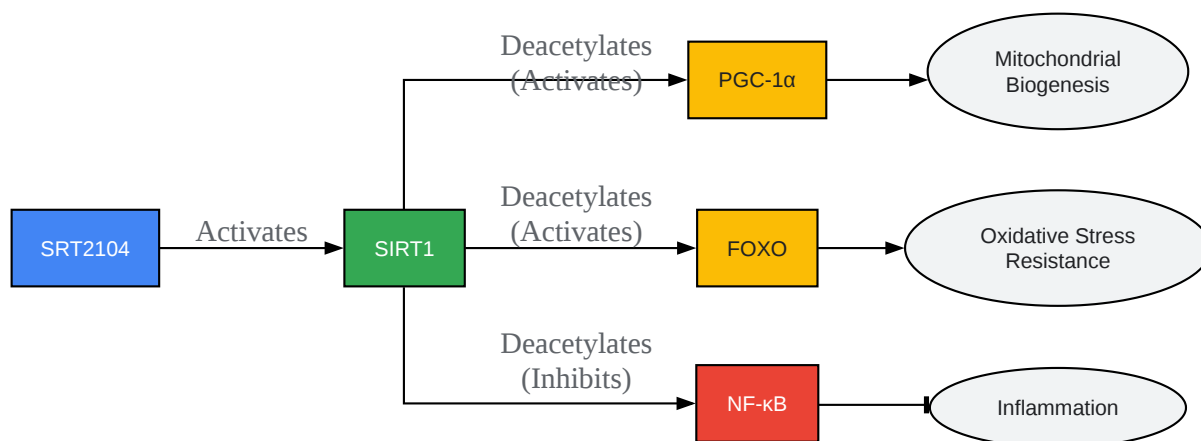 Deacetylates
(Activates)
PGC-1α
Mitochondrial
Biogenesis
SRT2104
Activates
SIRT1
Deacetylates
(Activates)
FOXO
Oxidative Stress
Resistance
Deacetylates
(Inhibits)
NF-κB
Inflammation